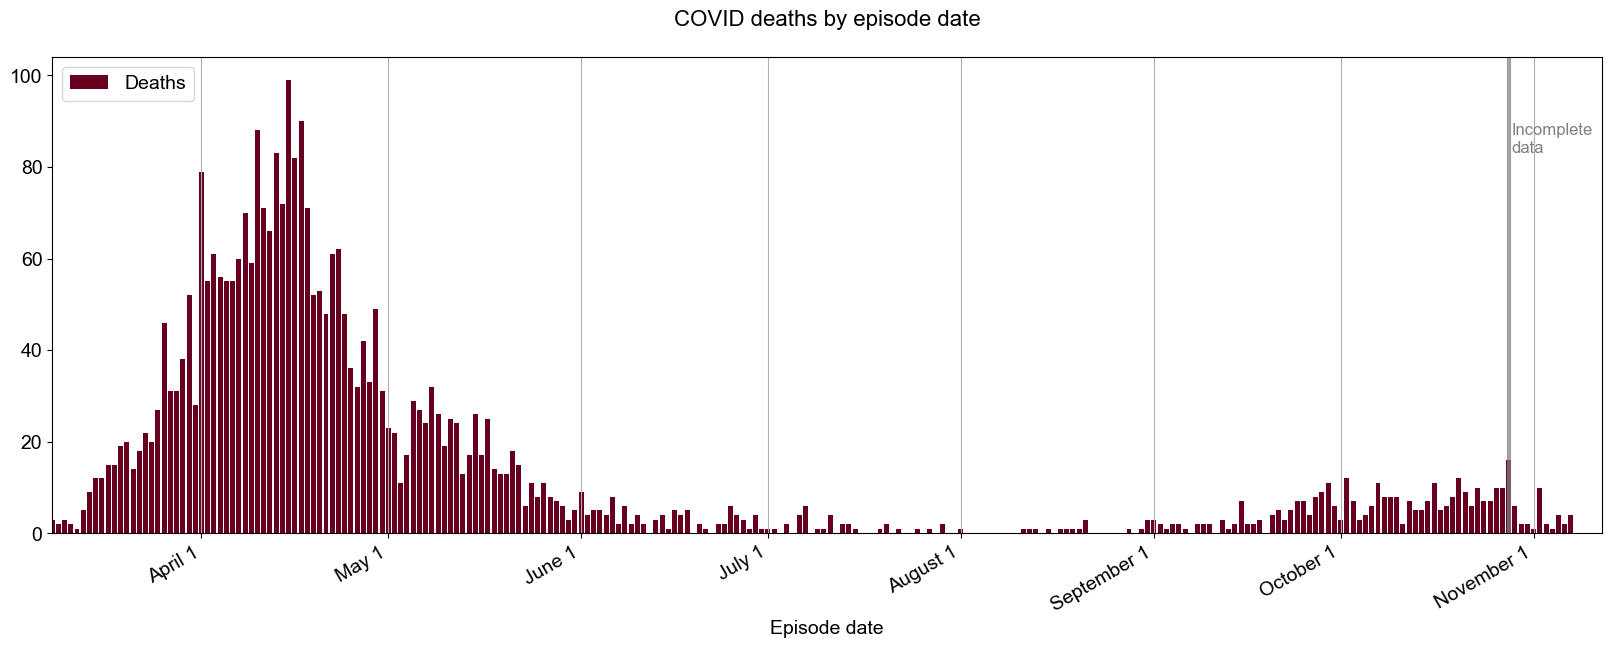 COVID deaths by episode date
100
80
60
40
20
0
Deaths
Incomplete
data
April 1
May 1
June 1
July 1
August 1
September 1
October 1
November 1
Episode date